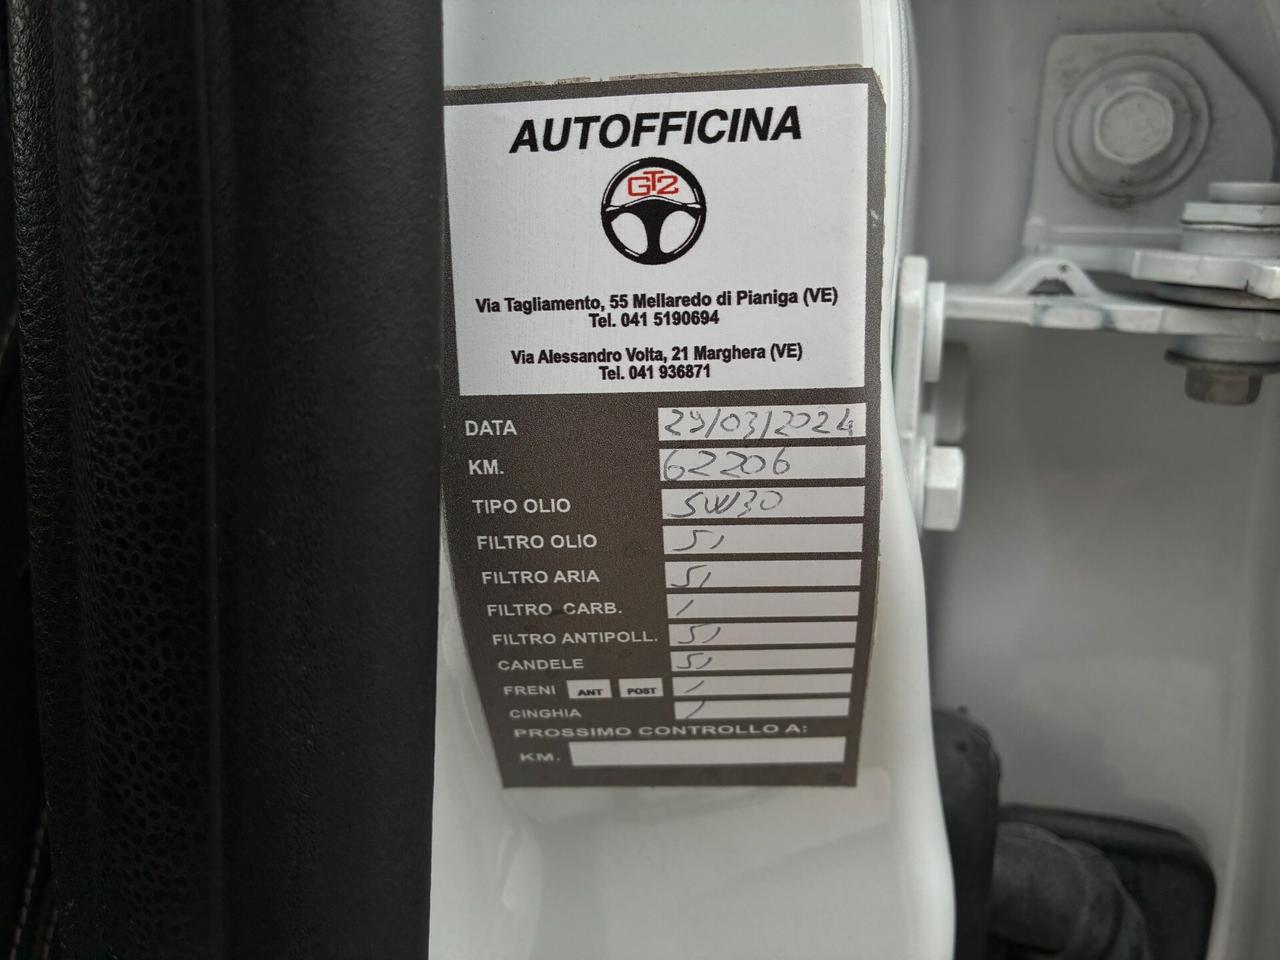 AUTOFFICINA
GT2
Via Tagliamento, 55 Mellaredo di Pianiga (VE)
Tel. 041 5190694
Via Alessandro Volta, 21 Marghera (VE)
Tel. 041 936871
DATA 29/03/2024
KM. 62206
TIPO OLIO 5W30
FILTRO OLIO SI
FILTRO ARIA SI
FILTRO CARB. /
FILTRO ANTIPOLL. SI
CANDELE SI
FRENI ANT POST /
CINGHIA /
PROSSIMO CONTROLLO A:
KM.